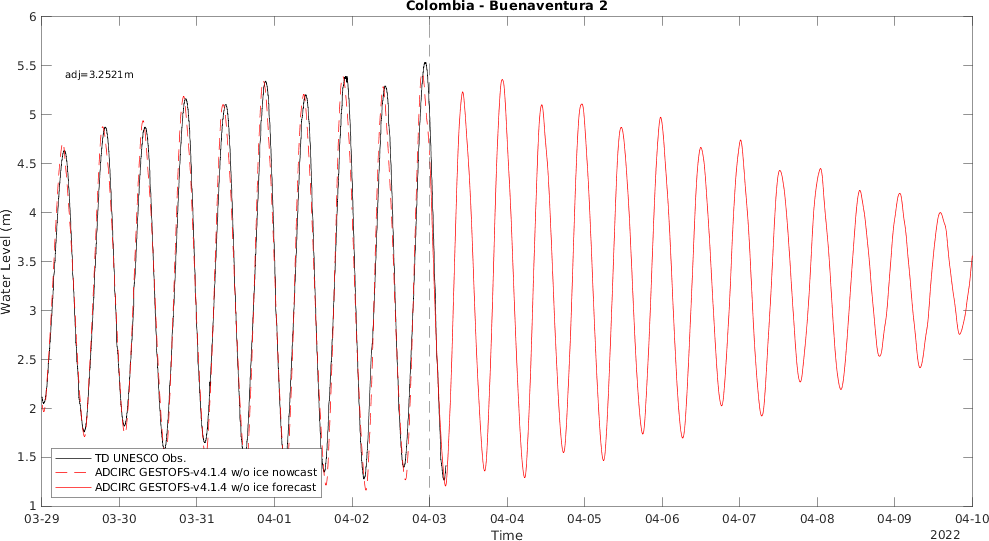 Colombia - Buenaventura 2
6
5.5
adj=3.2521m
5
4.5
4
3.5
3
2.5
2
1.5
1
Water Level (m)
TD UNESCO Obs.
ADCIRC GESTOFS-v4.1.4 w/o ice nowcast
ADCIRC GESTOFS-v4.1.4 w/o ice forecast
03-29 03-30 03-31 04-01 04-02 04-03 04-04 04-05 04-06 04-07 04-08 04-09 04-10
Time
2022